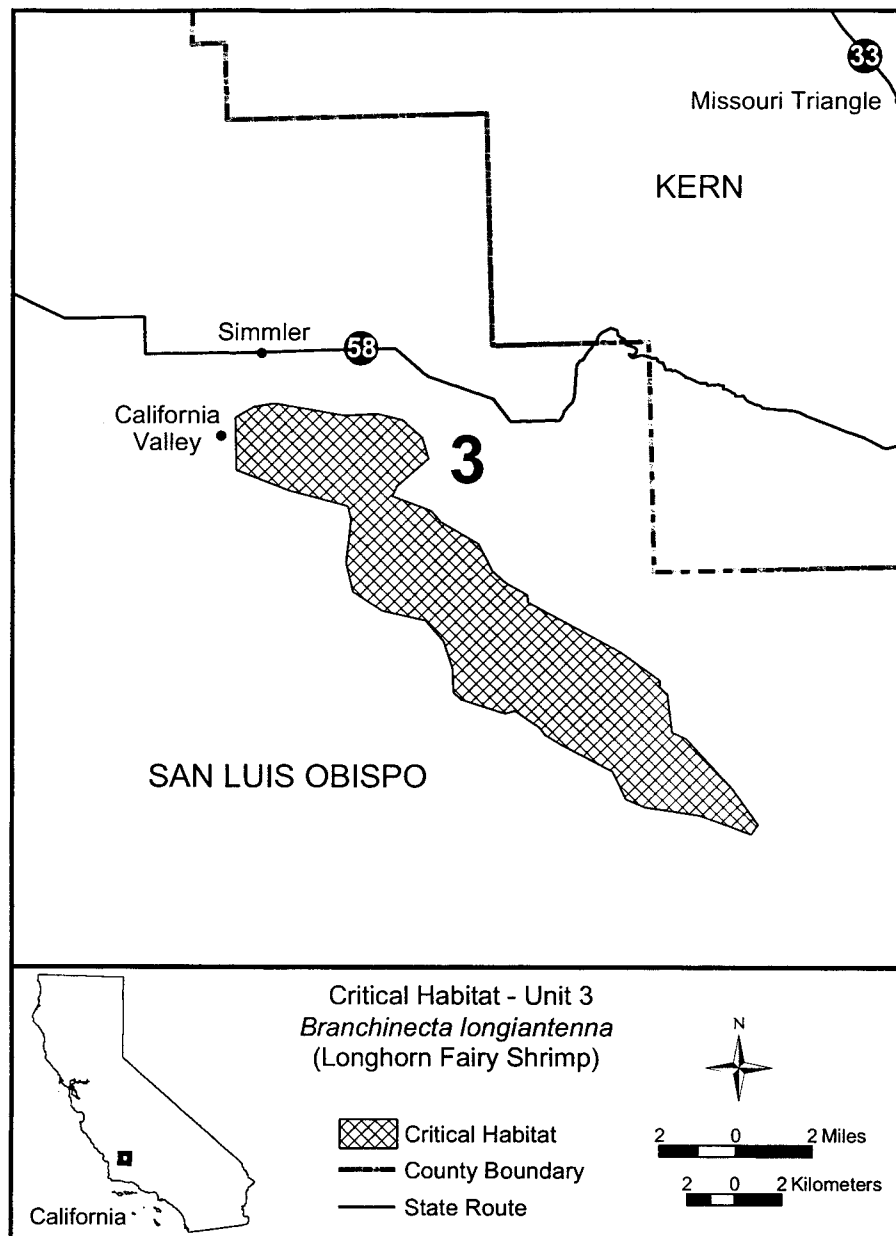 33
Missouri Triangle
KERN
Simmler
58
California
Valley
3
SAN LUIS OBISPO
Critical Habitat - Unit 3
Branchinecta longiantenna
(Longhorn Fairy Shrimp)
N
Critical Habitat
County Boundary
State Route
2 0 2 Miles
2 0 2 Kilometers
California